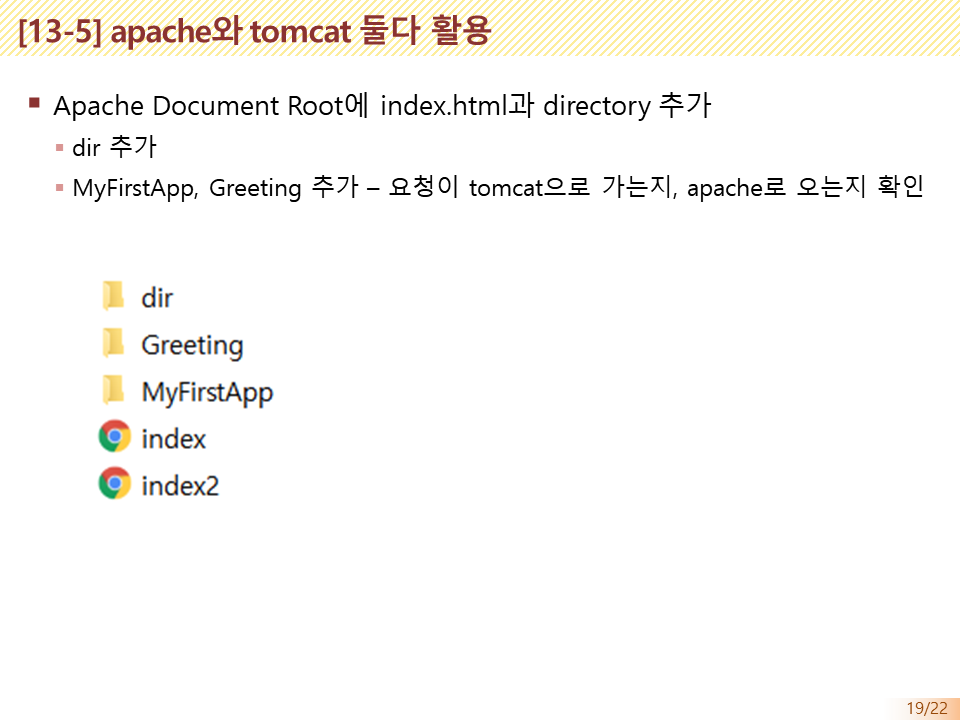 [13-5] apache와 tomcat 둘다 활용
Apache Document Root에 index.html과 directory 추가
dir 추가
MyFirstApp, Greeting 추가 – 요청이 tomcat으로 가는지, apache로 오는지 확인
dir
Greeting
MyFirstApp
index
index2
19/22